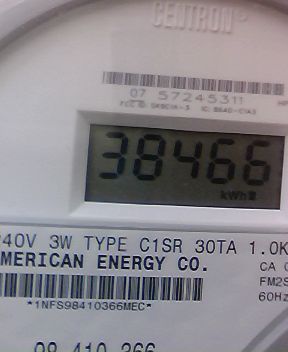 CENTRON®
07 57245311
38466
kWh
240V 3W TYPE C1SR 30TA 1.0K
MERICAN ENERGY CO.
CA
FM2S
60Hz
*1NFS98410366MEC*
98 410 366